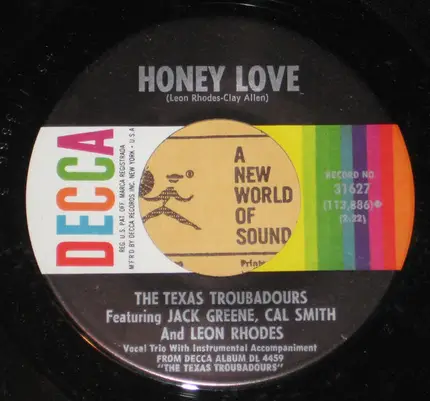 HONEY LOVE
(Leon Rhodes-Clay Allen)
DECCA
REG. U.S. PAT. OFF. MARCA REGISTRADA
M'F'R'D BY DECCA RECORDS INC. NEW YORK - U.S.A
A
NEW
WORLD
OF
SOUND
RECORD NO
31627
(113,886)
(2:22)
THE TEXAS TROUBADOURS
Featuring JACK GREENE, CAL SMITH
And LEON RHODES
Vocal Trio With Instrumental Accompaniment
FROM DECCA ALBUM DL 4459
"THE TEXAS TROUBADOURS"